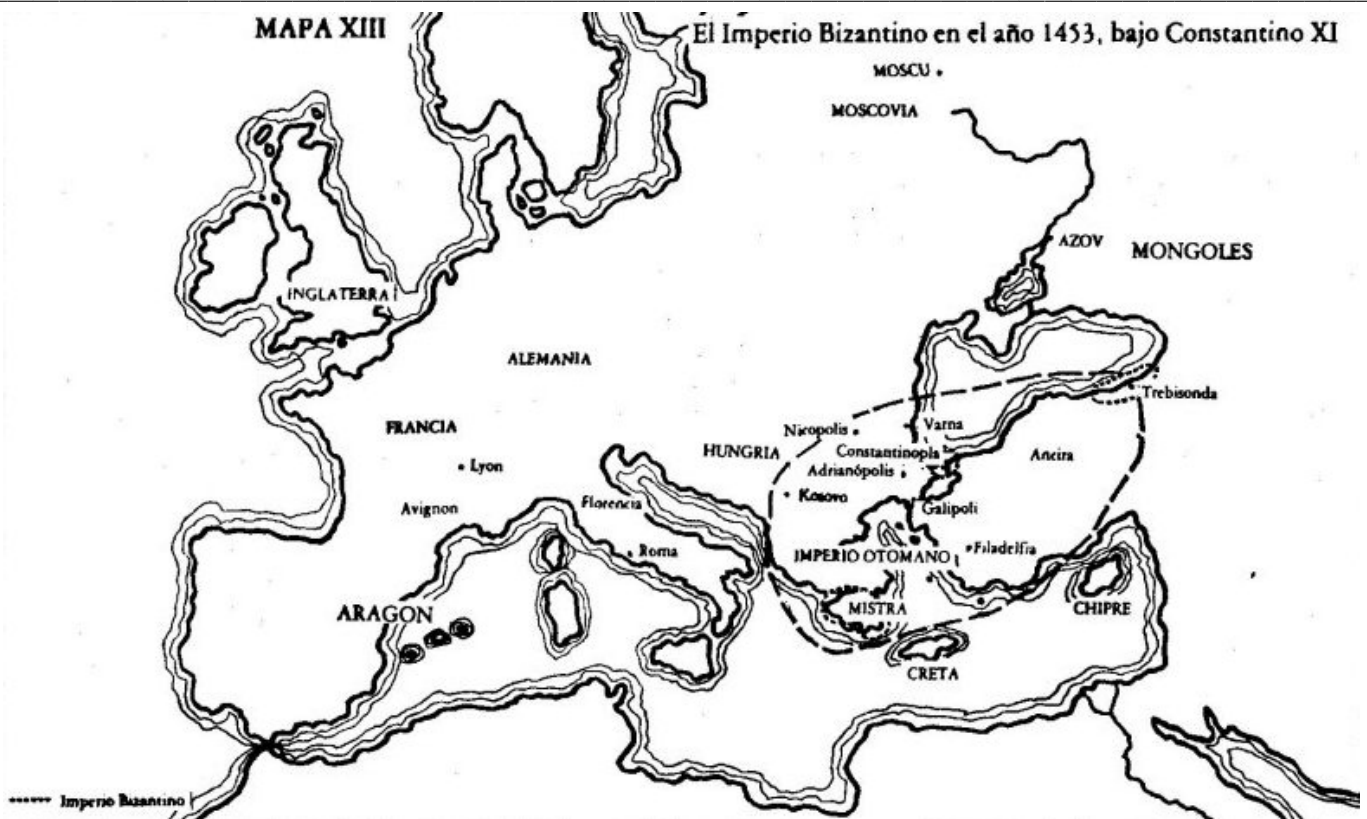 MAPA XIII
El Imperio Bizantino en el año 1453, bajo Constantino XI
MOSCU
MOSCOVIA
AZOV
MONGOLES
INGLATERRA
ALEMANIA
Trebisonda
FRANCIA
Nicopolis
Varna
HUNGRIA
Constantinopla
Ancira
Lyon
Adrianópolis
Kosovo
Avignon
Florencia
Galipoli
Roma
IMPERIO OTOMANO
Filadelfia
ARAGON
MISTRA
CHIPRE
CRETA
Imperio Bizantino